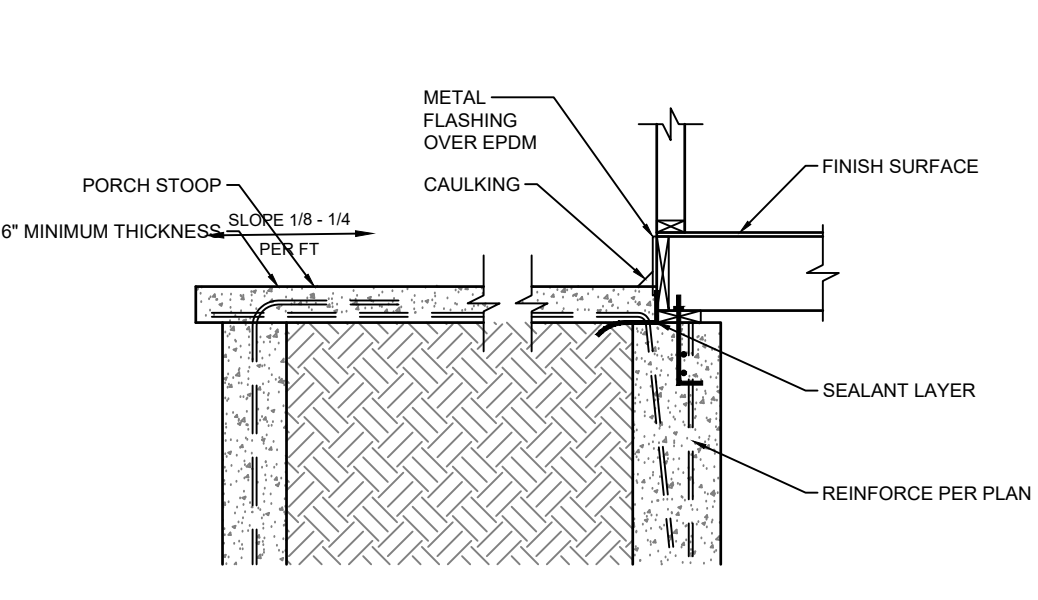 METAL
FLASHING
OVER EPDM
FINISH SURFACE
CAULKING
PORCH STOOP
6" MINIMUM THICKNESS
SLOPE 1/8 - 1/4
PER FT
SEALANT LAYER
REINFORCE PER PLAN